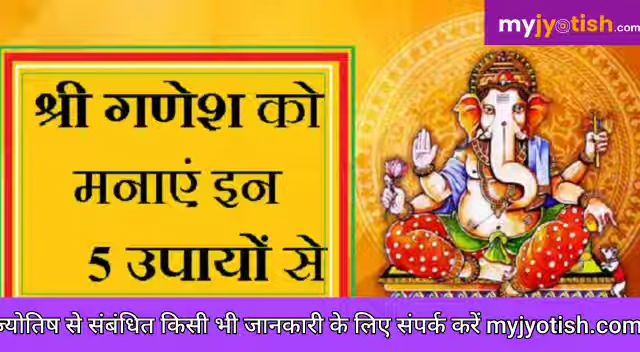 myjyotish.com
श्री गणेश को
मनाएं इन
5 उपायों से
ज्योतिष से संबंधित किसी भी जानकारी के लिए संपर्क करें myjyotish.com